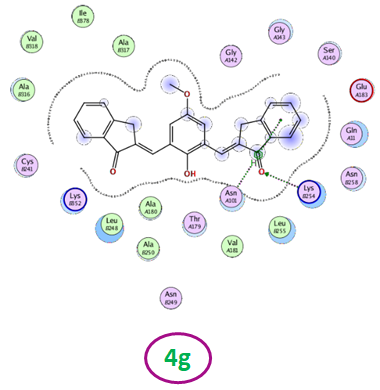 Ile
B378
Val
B318
Ala
B317
Gly
A142
Gly
A143
Ser
A140
Ala
B316
Glu
A183
Gln
A11
Cys
B241
O
O
OH
H
O
Asn
B258
Lys
B352
Asn
A101
Lys
B254
Ala
A180
Leu
B248
Thr
A179
Ala
B250
Val
A181
Leu
B255
Asn
B249
4g